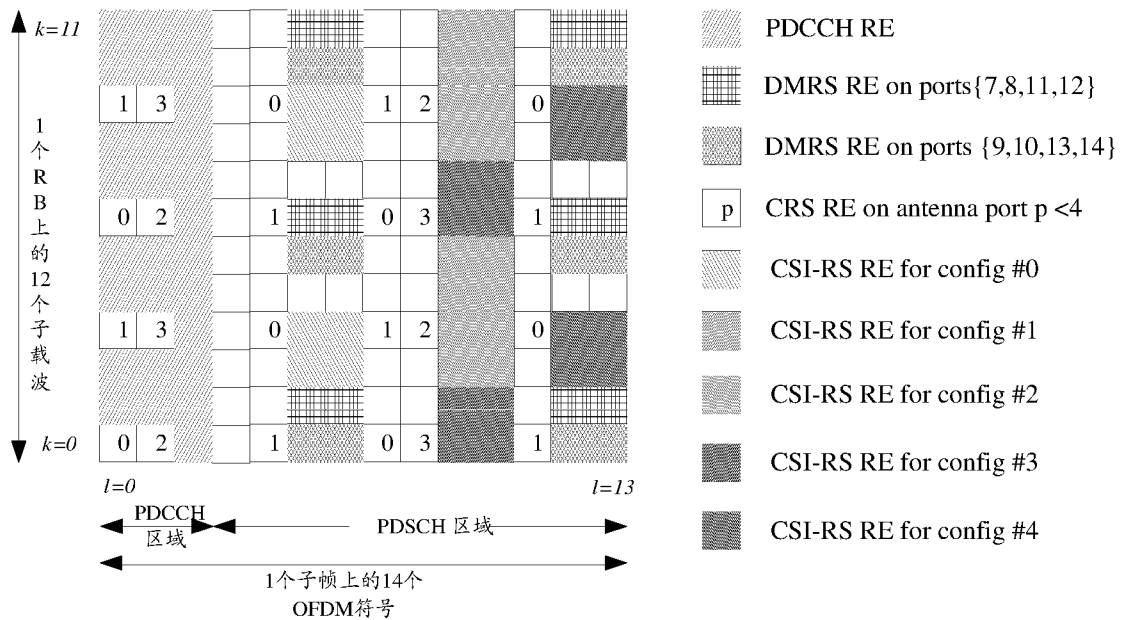 k=11
1个RB上的12个子载波
k=0
1 3 0 1 2 0
0 2 1 0 3 1
1 3 0 1 2 0
0 2 1 0 3 1
l=0
l=13
PDCCH
区域
PDSCH 区域
1个子帧上的14个
OFDM符号
PDCCH RE
DMRS RE on ports{7,8,11,12}
DMRS RE on ports {9,10,13,14}
p CRS RE on antenna port p <4
CSI-RS RE for config #0
CSI-RS RE for config #1
CSI-RS RE for config #2
CSI-RS RE for config #3
CSI-RS RE for config #4